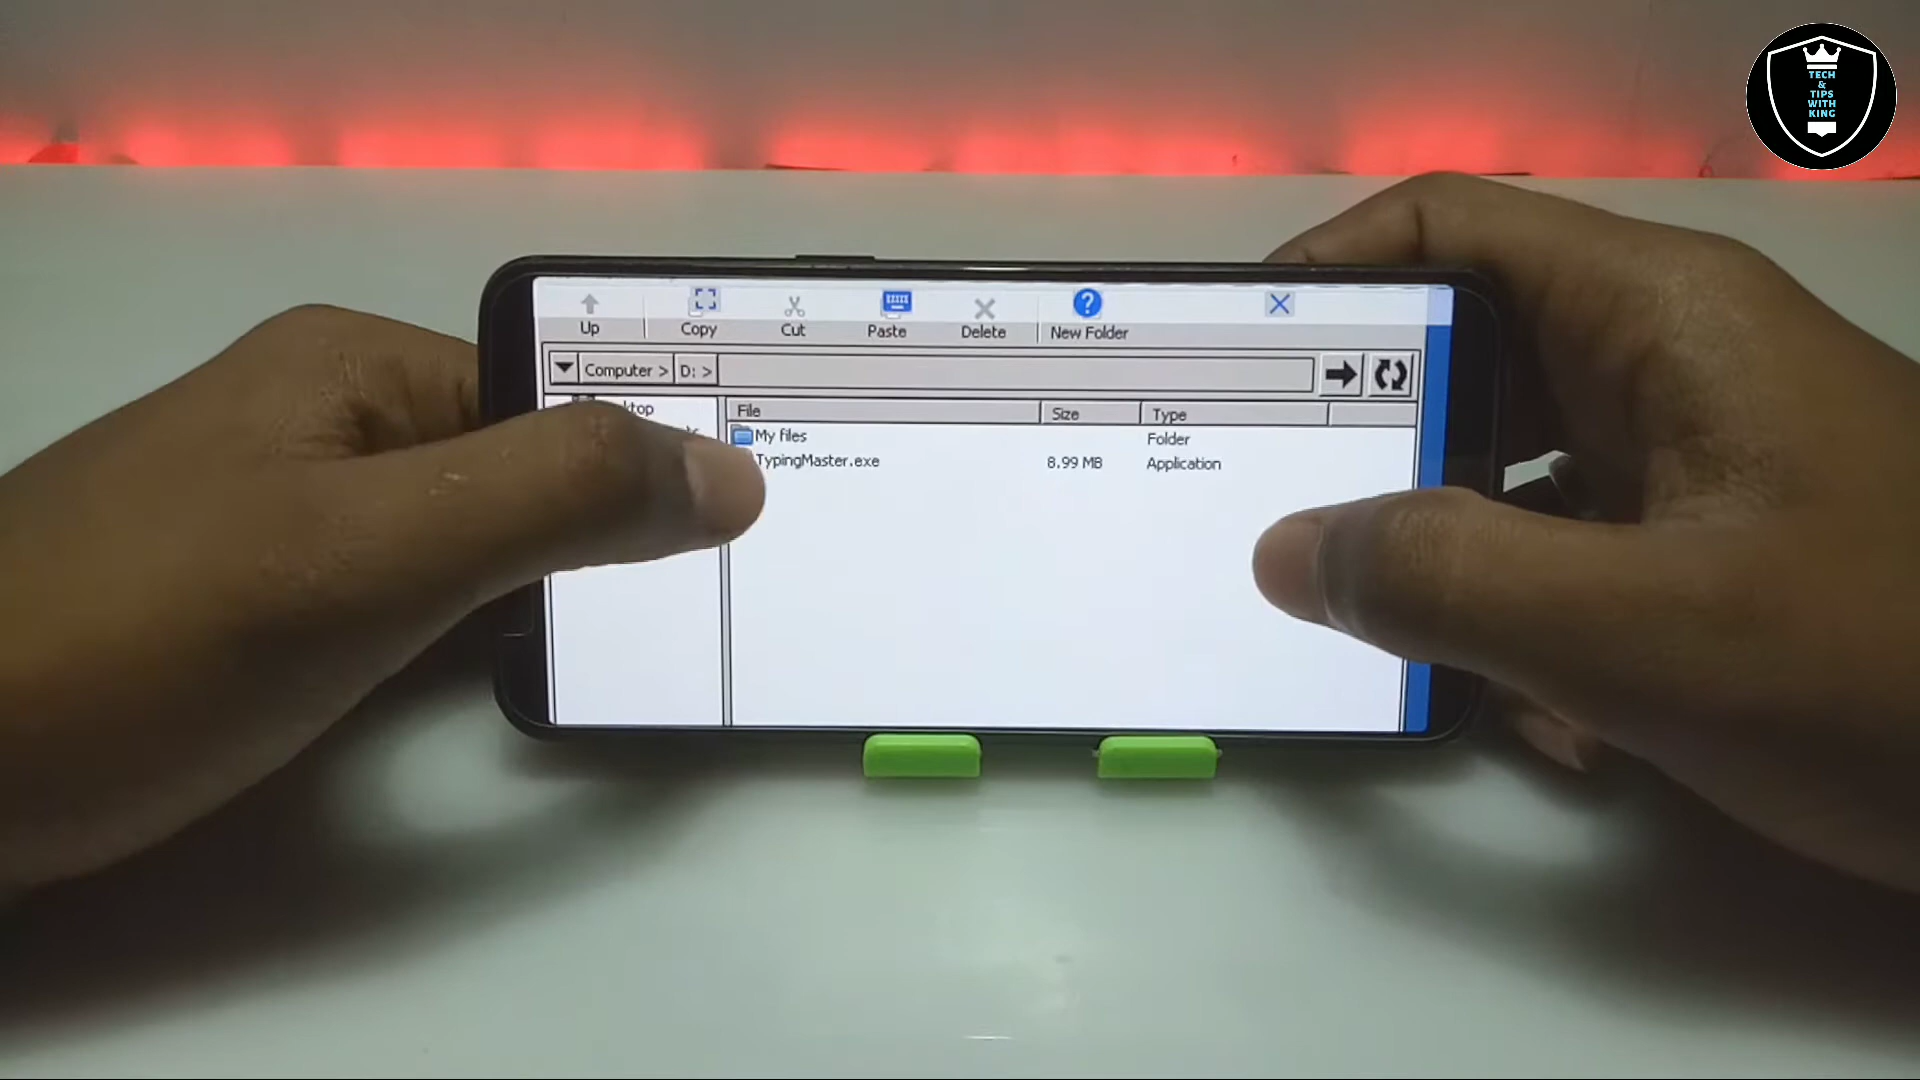 TECH
&
TIPS
WITH
KING
Up
Copy
Cut
Paste
Delete
New Folder
Computer >
D: >
ktop
File
Size
Type
My files
Folder
TypingMaster.exe
8.99 MB
Application